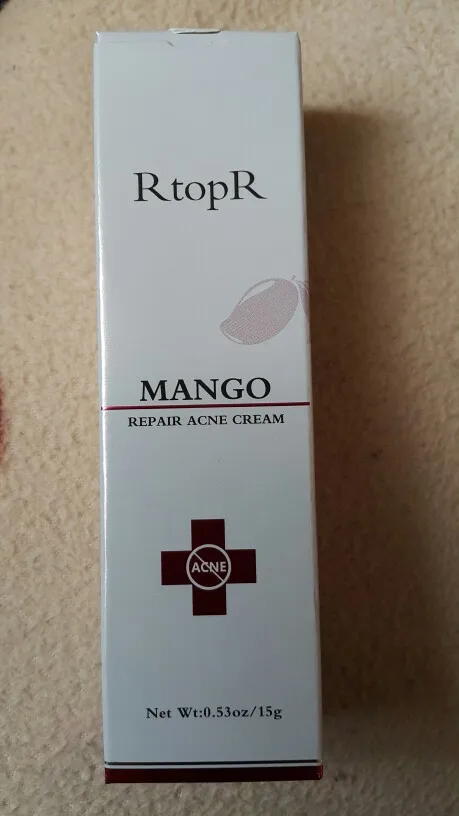 RtopR
MANGO
REPAIR ACNE CREAM
ACNE
Net Wt:0.53oz/15g